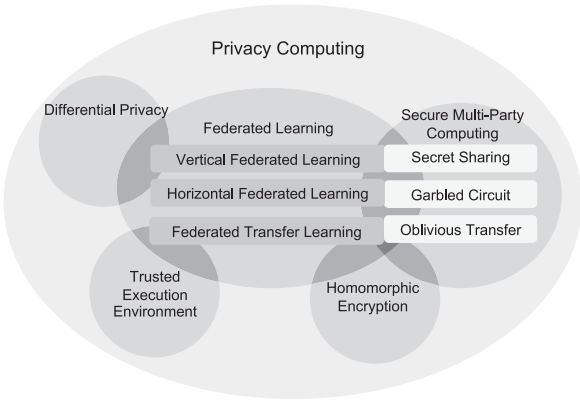 Privacy Computing
Differential Privacy
Federated Learning
Secure Multi-Party
Computing
Vertical Federated Learning
Secret Sharing
Horizontal Federated Learning
Garbled Circuit
Federated Transfer Learning
Oblivious Transfer
Trusted
Execution
Environment
Homomorphic
Encryption